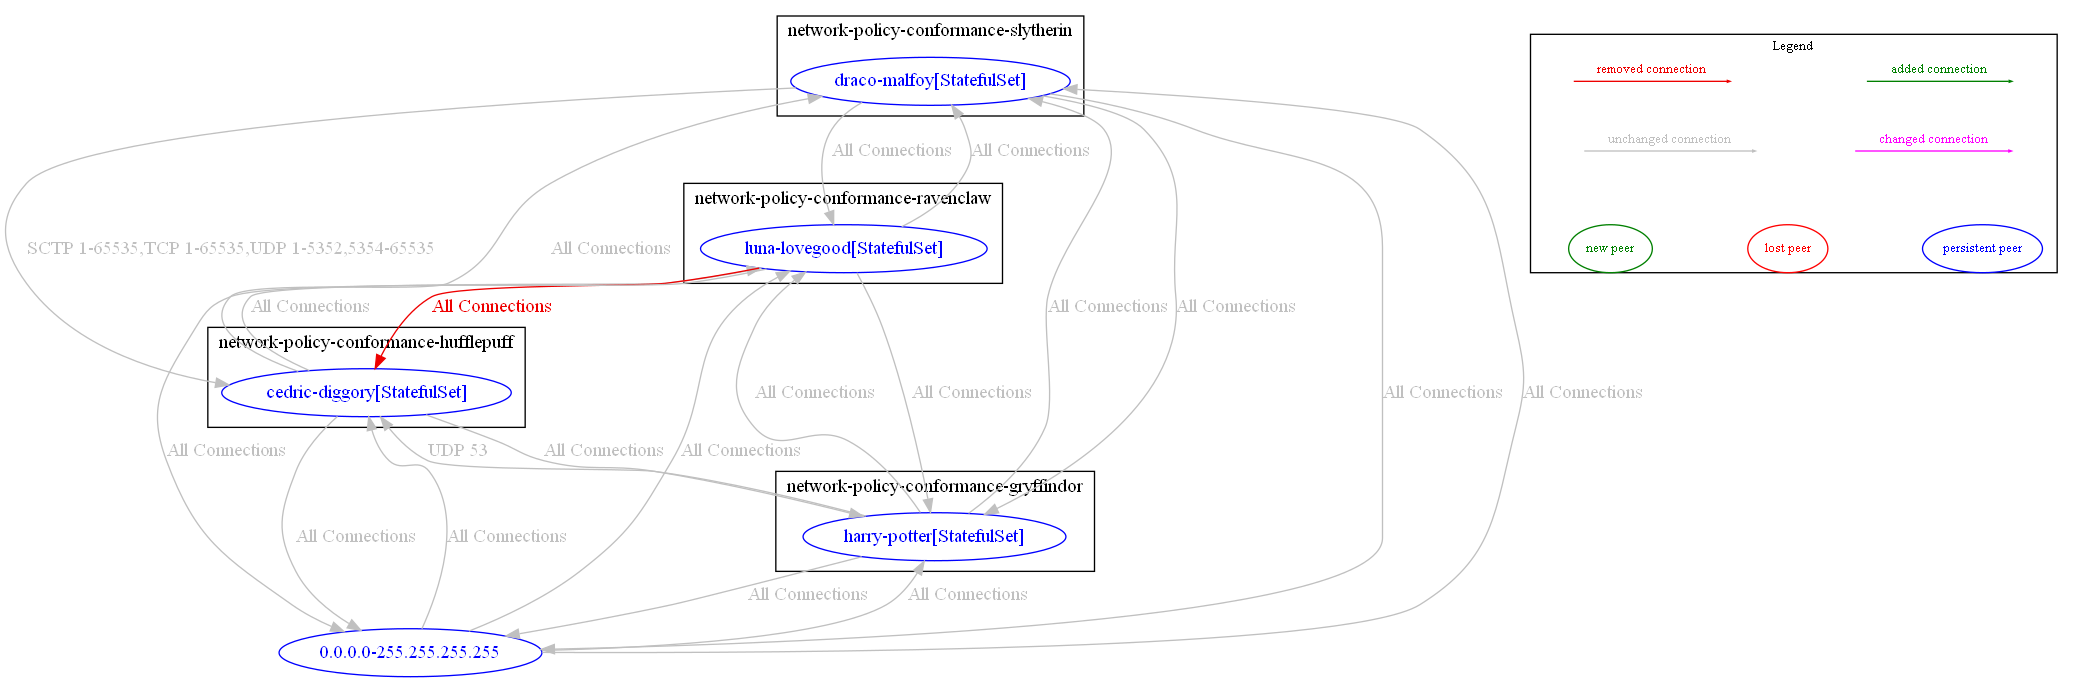 network-policy-conformance-slytherin
draco-malfoy[StatefulSet]
Legend
removed connection
added connection
unchanged connection
changed connection
new peer
lost peer
persistent peer
All Connections
All Connections
network-policy-conformance-ravenclaw
luna-lovegood[StatefulSet]
SCTP 1-65535,TCP 1-65535,UDP 1-5352,5354-65535
All Connections
All Connections
All Connections
All Connections
All Connections
network-policy-conformance-hufflepuff
cedric-diggory[StatefulSet]
All Connections
All Connections
All Connections
All Connections
All Connections
UDP 53
All Connections
All Connections
network-policy-conformance-gryffindor
harry-potter[StatefulSet]
All Connections
All Connections
All Connections
All Connections
0.0.0.0-255.255.255.255